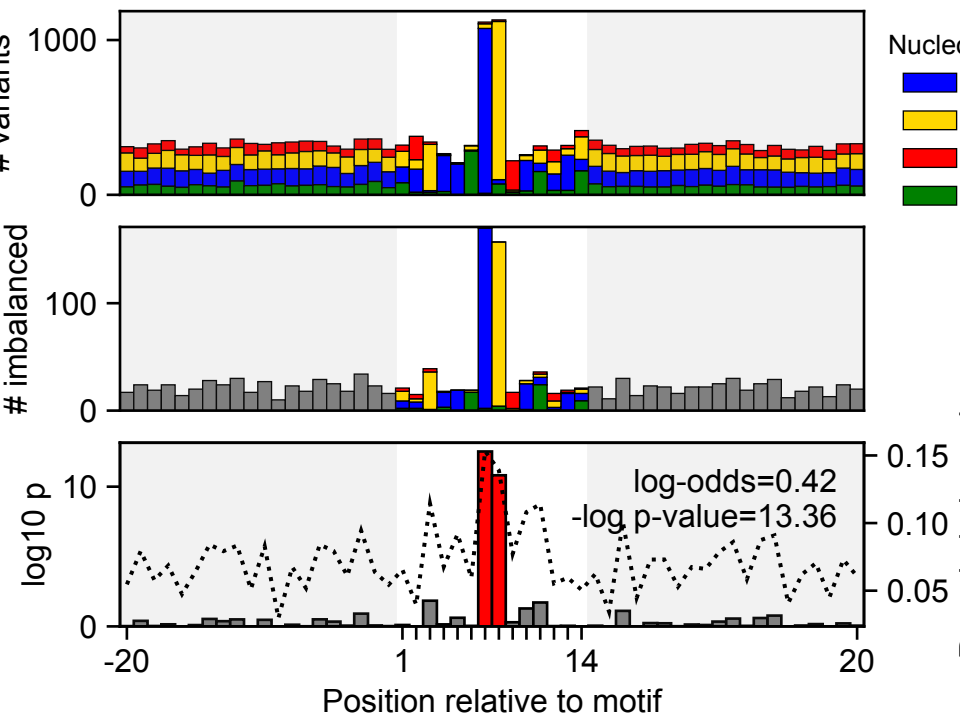 # variants
1000
0
Nucleo
# imbalanced
100
0
log10 p
10
0
log-odds=0.42
-log p-value=13.36
0.15
0.10
0.05
-20
1
14
20
Position relative to motif